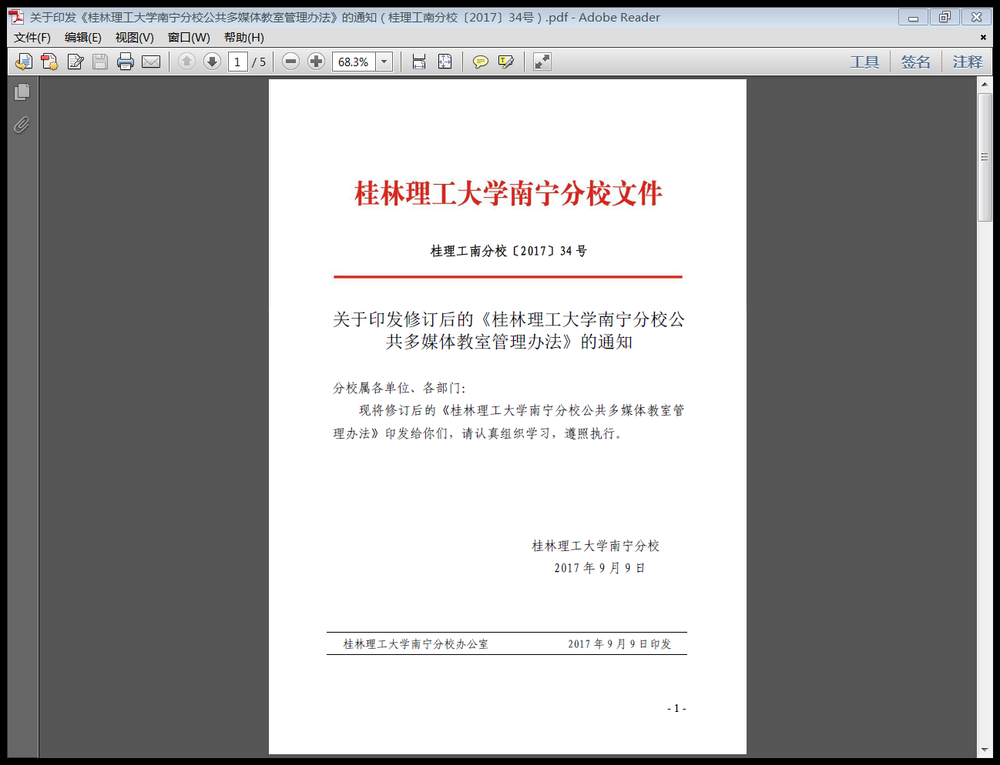 关于印发《桂林理工大学南宁分校公共多媒体教室管理办法》的通知（桂理工南分校〔2017〕34号）.pdf - Adobe Reader
文件(F) 编辑(E) 视图(V) 窗口(W) 帮助(H)
1 / 5 68.3% 工具 签名 注释
桂林理工大学南宁分校文件
桂理工南分校〔2017〕34 号
关于印发修订后的《桂林理工大学南宁分校公
共多媒体教室管理办法》的通知
分校属各单位、各部门：
现将修订后的《桂林理工大学南宁分校公共多媒体教室管
理办法》印发给你们，请认真组织学习，遵照执行。
桂林理工大学南宁分校
2017 年 9 月 9 日
桂林理工大学南宁分校办公室 2017 年 9 月 9 日印发
- 1 -